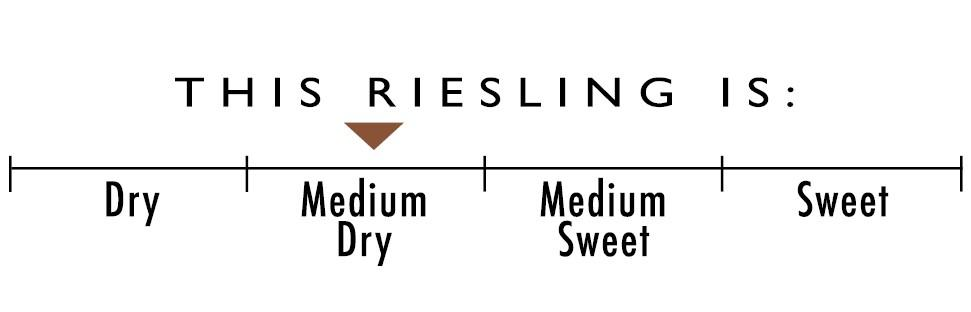 THIS RIESLING IS:
Dry
Medium
Dry
Medium
Sweet
Sweet